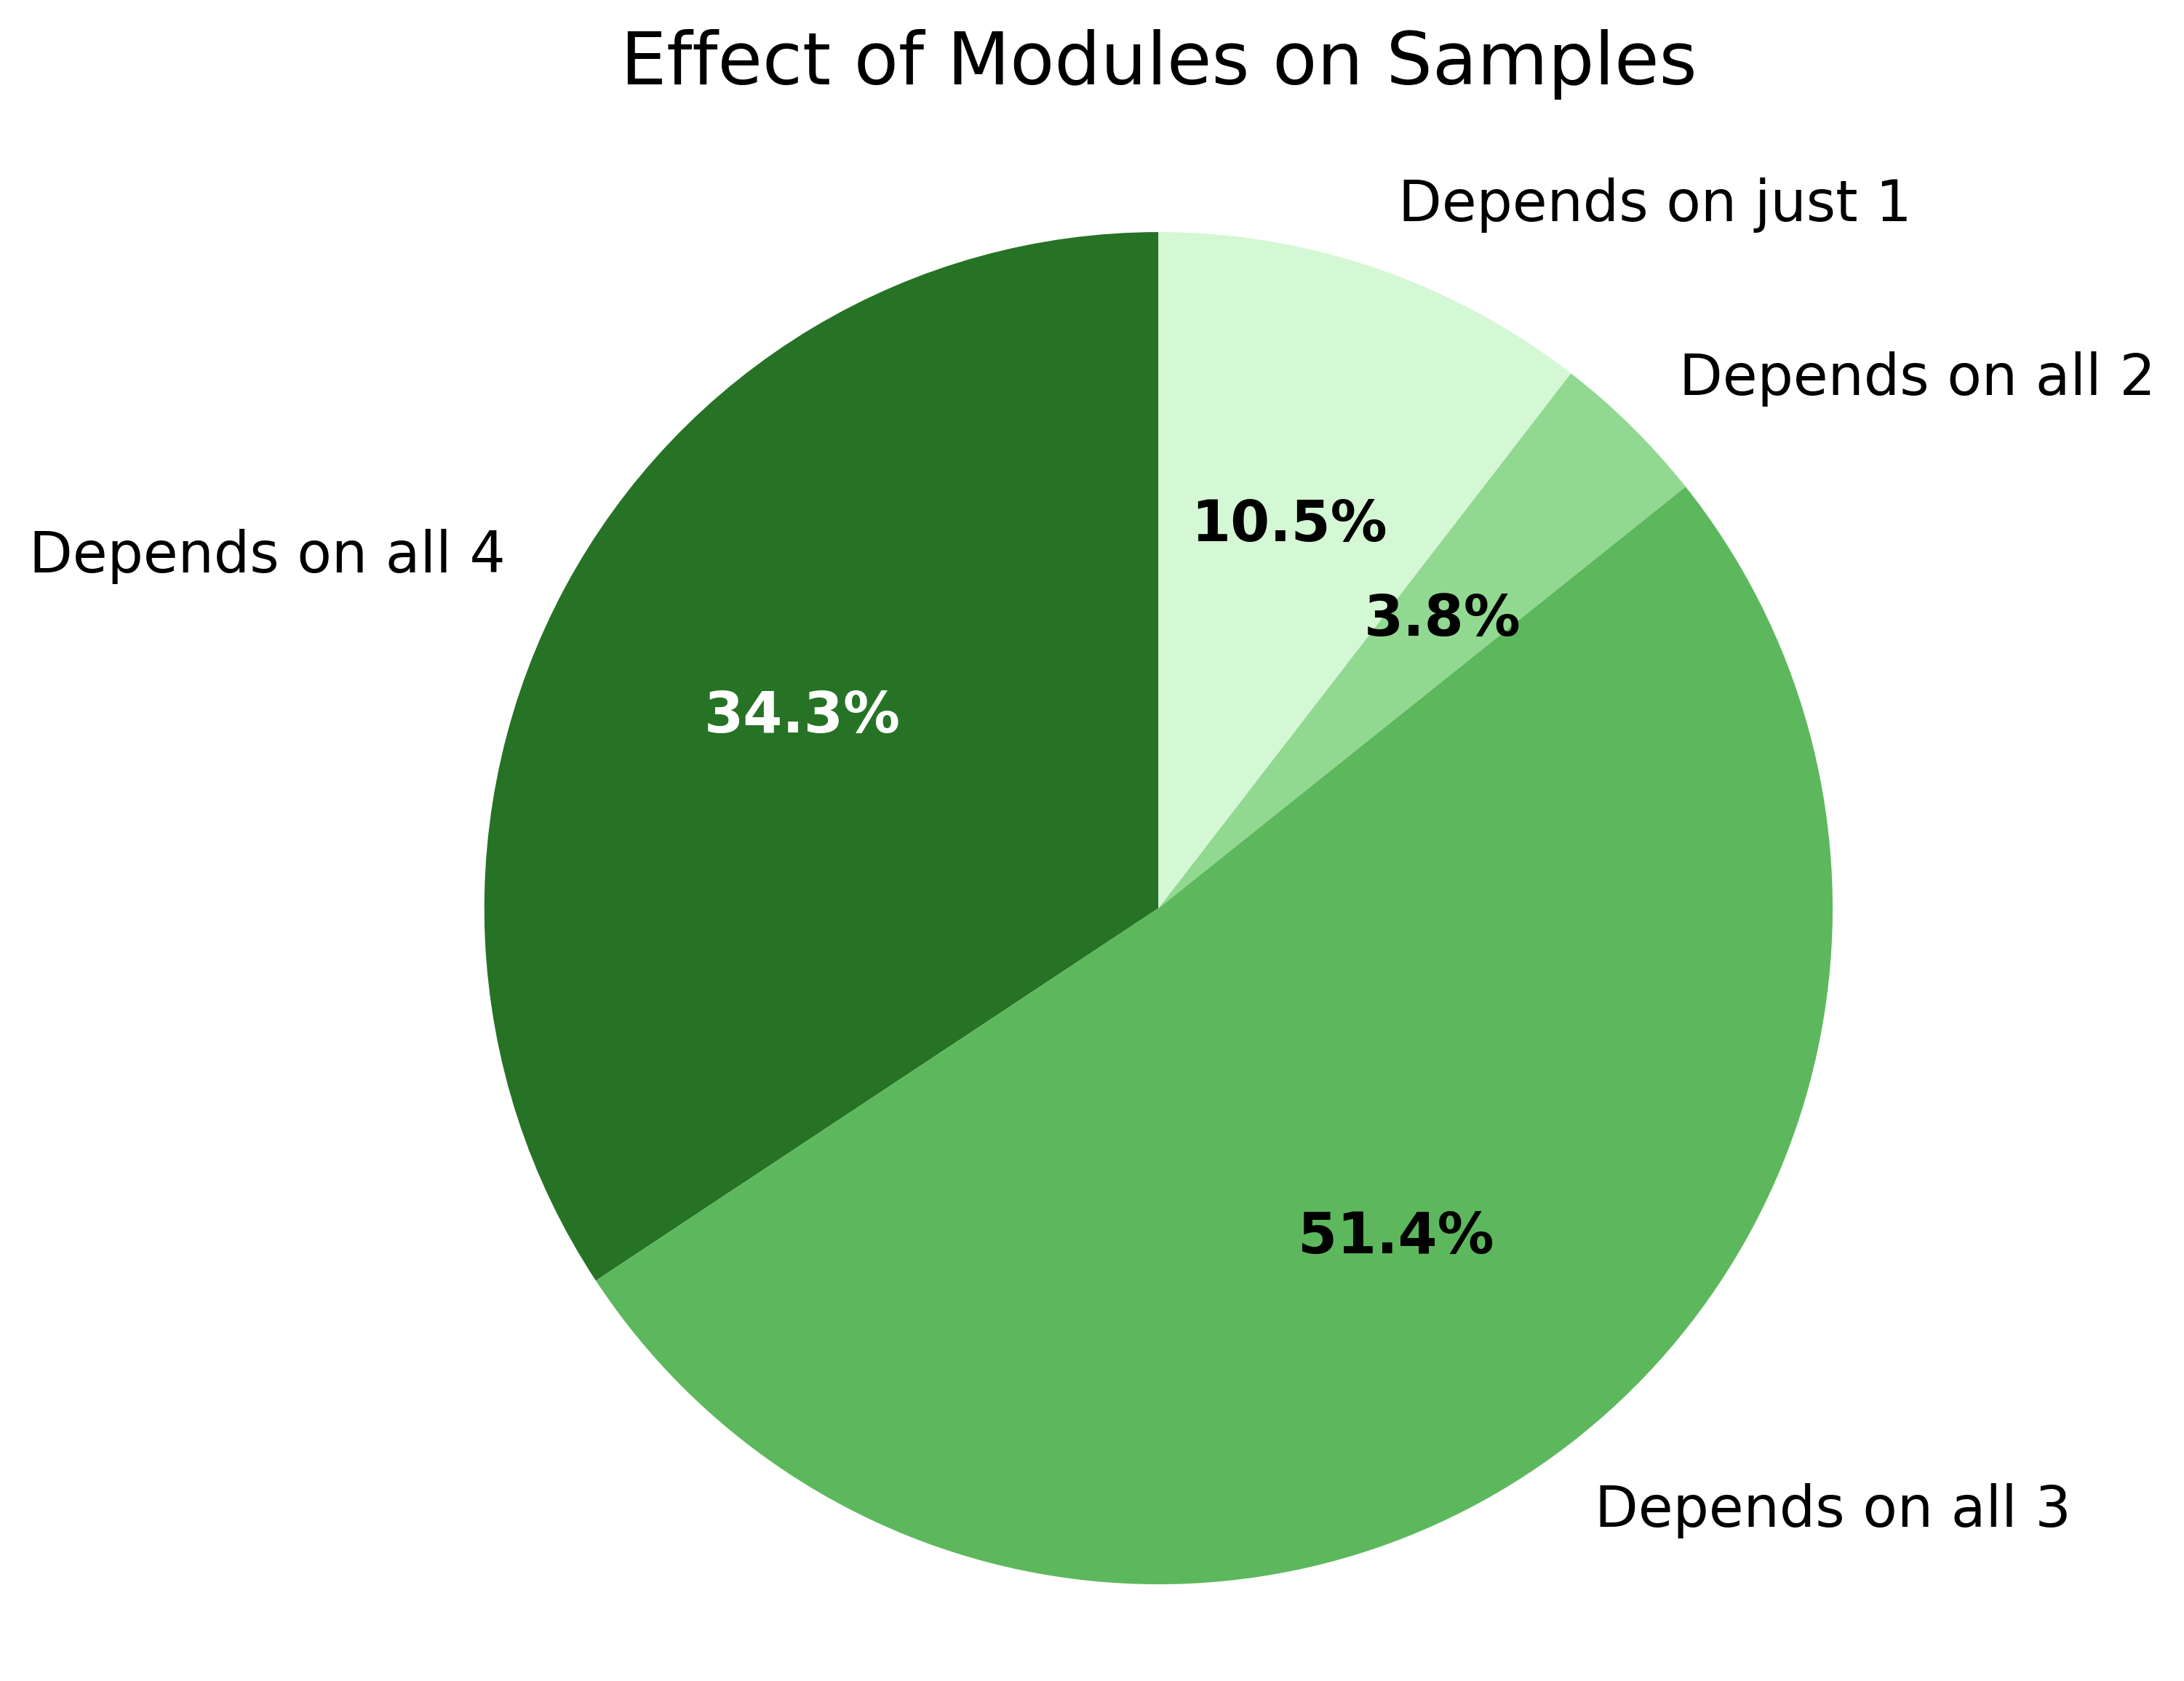 Effect of Modules on Samples
Depends on just 1
Depends on all 2
Depends on all 4
10.5%
3.8%
34.3%
51.4%
Depends on all 3